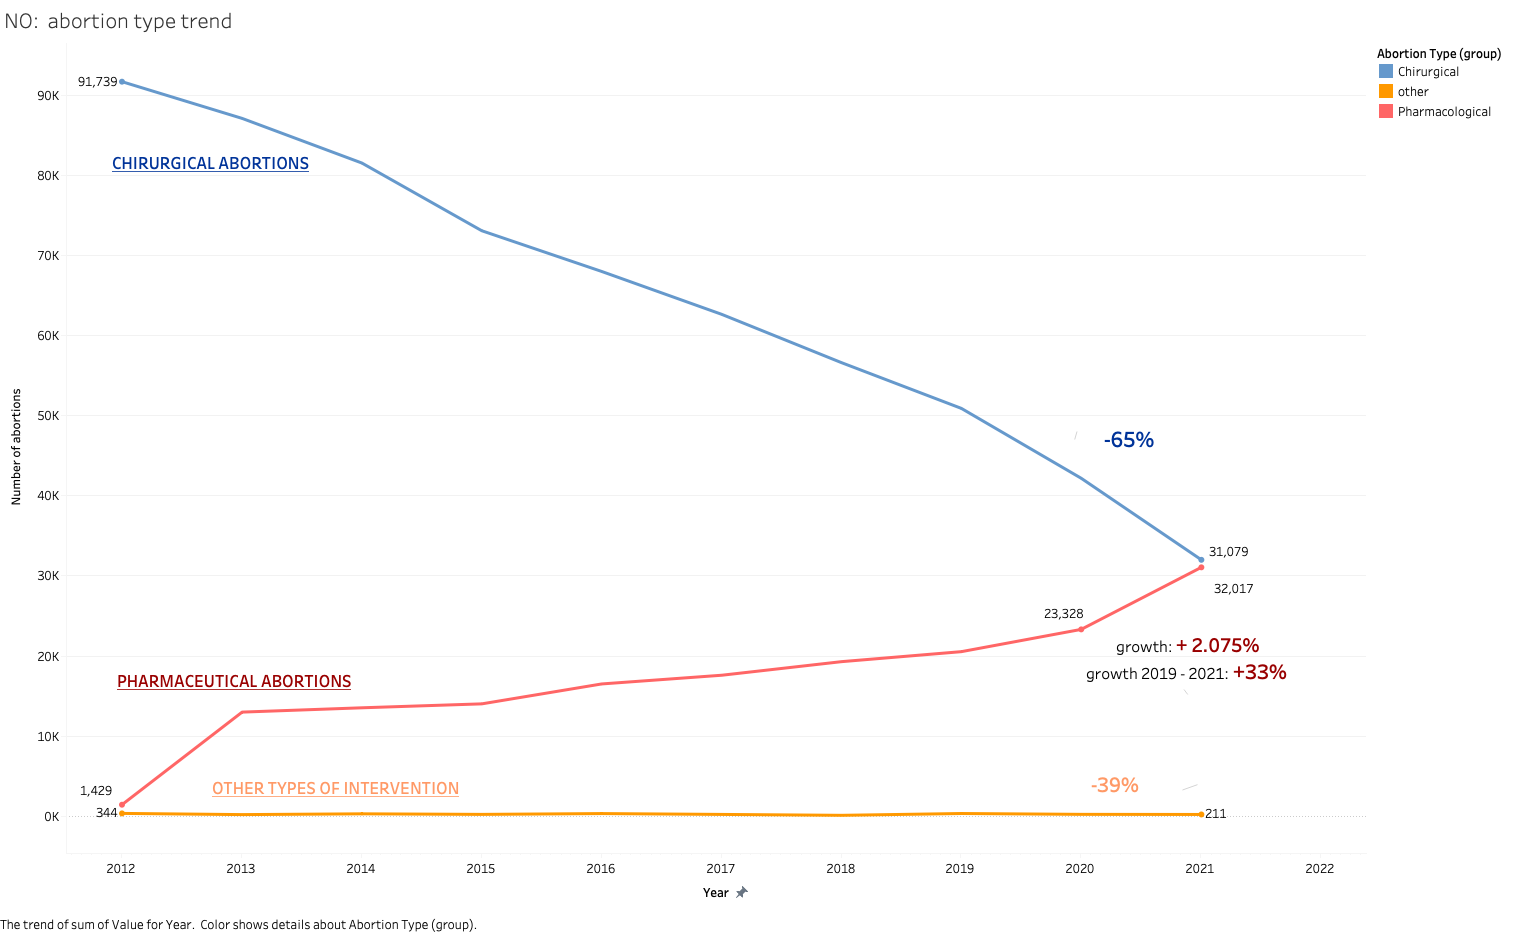 NO: abortion type trend
Abortion Type (group)
Chirurgical
other
Pharmacological
91,739
90K
CHIRURGICAL ABORTIONS
80K
70K
60K
50K
Number of abortions
-65%
40K
31,079
30K
32,017
23,328
growth: + 2.075%
20K
growth 2019 - 2021: +33%
PHARMACEUTICAL ABORTIONS
10K
1,429
OTHER TYPES OF INTERVENTION
-39%
344
211
0K
2012 2013 2014 2015 2016 2017 2018 2019 2020 2021 2022
Year
The trend of sum of Value for Year. Color shows details about Abortion Type (group).